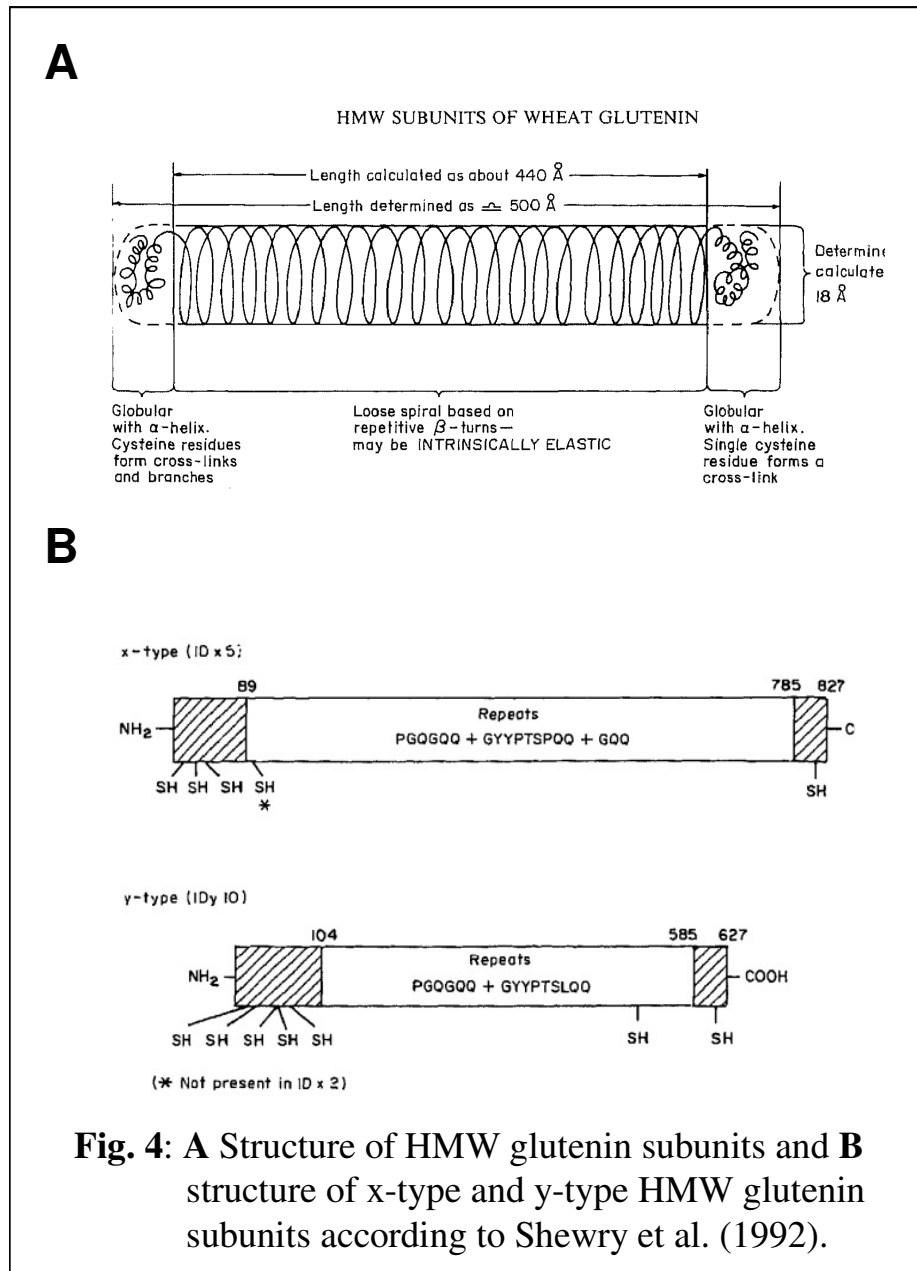 A
HMW SUBUNITS OF WHEAT GLUTENIN
Length calculated as about 440 Å
Length determined as ≏ 500 Å
Determine
calculate
18 Å
Globular
with α-helix.
Cysteine residues
form cross-links
and branches
Loose spiral based on
repetitive β-turns—
may be INTRINSICALLY ELASTIC
Globular
with α-helix.
Single cysteine
residue forms a
cross-link
B
x-type (1D x 5)
89 785 827
NH₂ Repeats C
PGQGQQ + GYYPTSPQQ + GQQ
SH SH SH SH SH
*
y-type (1Dy 10)
104 585 627
NH₂ Repeats COOH
PGQGQQ + GYYPTSLQQ
SH SH SH SH SH SH SH
(* Not present in 1D x 2)
Fig. 4: A Structure of HMW glutenin subunits and B
structure of x-type and y-type HMW glutenin
subunits according to Shewry et al. (1992).